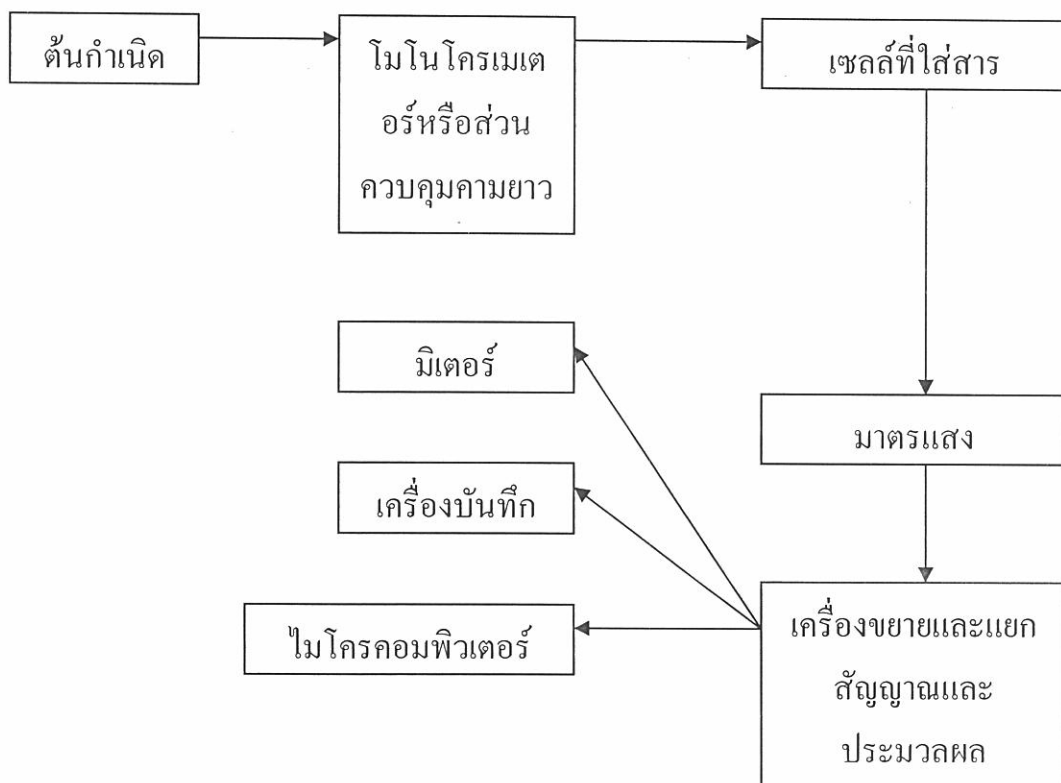 ต้นกำเนิด
โมโนโครเมเต
อร์หรือส่วน
ควบคุมคามยาว
เซลล์ที่ใส่สาร
มิเตอร์
มาตรแสง
เครื่องบันทึก
ไมโครคอมพิวเตอร์
เครื่องขยายและแยก
สัญญาณและ
ประมวลผล